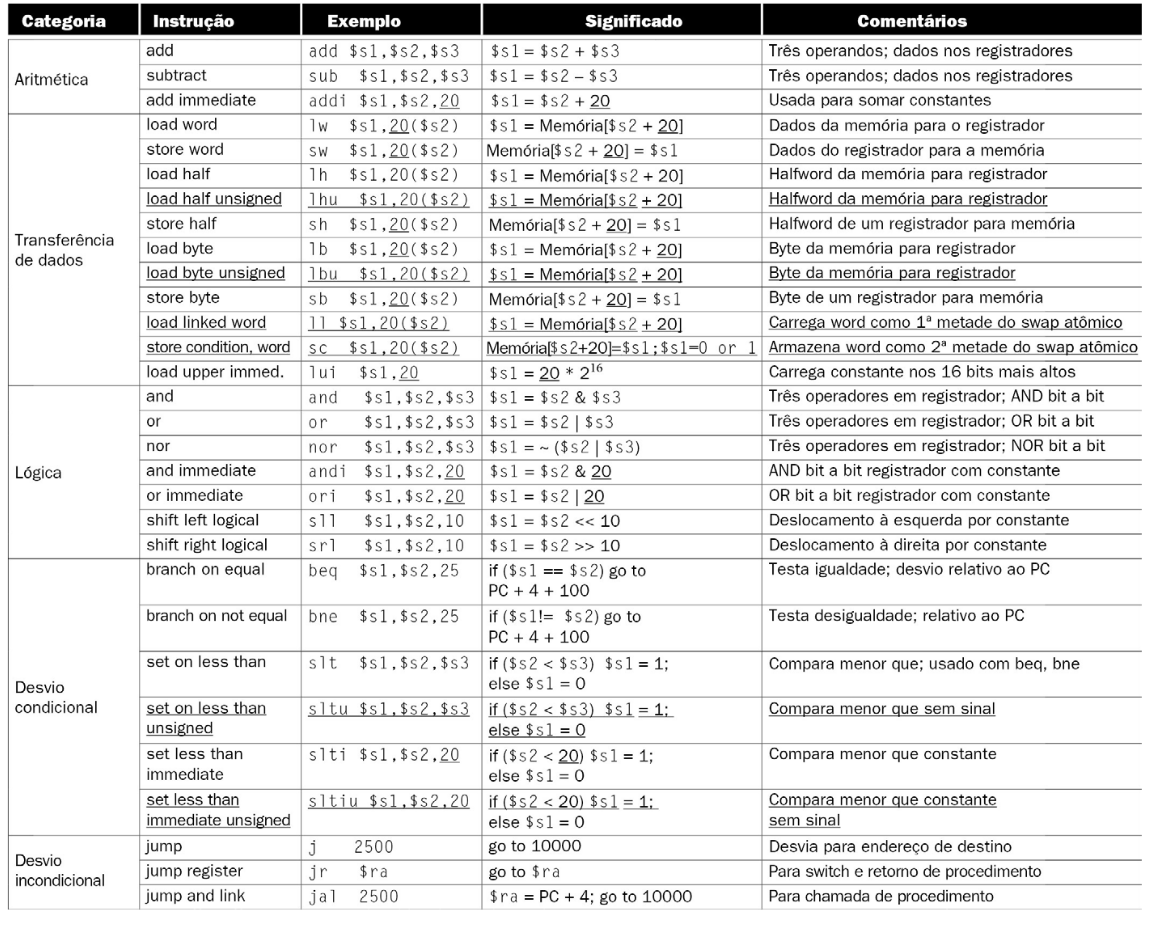 Categoria Instrução Exemplo Significado Comentários
Aritmética
add add $s1,$s2,$s3 $s1 = $s2 + $s3 Três operandos; dados nos registradores
subtract sub $s1,$s2,$s3 $s1 = $s2 – $s3 Três operandos; dados nos registradores
add immediate addi $s1,$s2,20 $s1 = $s2 + 20 Usada para somar constantes
Transferência
de dados
load word lw $s1,20($s2) $s1 = Memória[$s2 + 20] Dados da memória para o registrador
store word sw $s1,20($s2) Memória[$s2 + 20] = $s1 Dados do registrador para a memória
load half lh $s1,20($s2) $s1 = Memória[$s2 + 20] Halfword da memória para registrador
load half unsigned lhu $s1,20($s2) $s1 = Memória[$s2 + 20] Halfword da memória para registrador
store half sh $s1,20($s2) Memória[$s2 + 20] = $s1 Halfword de um registrador para memória
load byte lb $s1,20($s2) $s1 = Memória[$s2 + 20] Byte da memória para registrador
load byte unsigned lbu $s1,20($s2) $s1 = Memória[$s2 + 20] Byte da memória para registrador
store byte sb $s1,20($s2) Memória[$s2 + 20] = $s1 Byte de um registrador para memória
load linked word ll $s1,20($s2) $s1 = Memória[$s2 + 20] Carrega word como 1ª metade do swap atômico
store condition, word sc $s1,20($s2) Memória[$s2+20]=$s1;$s1=0 or 1 Armazena word como 2ª metade do swap atômico
load upper immed. lui $s1,20 $s1 = 20 * 2¹⁶ Carrega constante nos 16 bits mais altos
Lógica
and and $s1,$s2,$s3 $s1 = $s2 & $s3 Três operadores em registrador; AND bit a bit
or or $s1,$s2,$s3 $s1 = $s2 | $s3 Três operadores em registrador; OR bit a bit
nor nor $s1,$s2,$s3 $s1 = ~ ($s2 | $s3) Três operadores em registrador; NOR bit a bit
and immediate andi $s1,$s2,20 $s1 = $s2 & 20 AND bit a bit registrador com constante
or immediate ori $s1,$s2,20 $s1 = $s2 | 20 OR bit a bit registrador com constante
shift left logical sll $s1,$s2,10 $s1 = $s2 << 10 Deslocamento à esquerda por constante
shift right logical srl $s1,$s2,10 $s1 = $s2 >> 10 Deslocamento à direita por constante
Desvio
condicional
branch on equal beq $s1,$s2,25 if ($s1 == $s2) go to Testa igualdade; desvio relativo ao PC
PC + 4 + 100
branch on not equal bne $s1,$s2,25 if ($s1!= $s2) go to Testa desigualdade; relativo ao PC
PC + 4 + 100
set on less than slt $s1,$s2,$s3 if ($s2 < $s3) $s1 = 1; Compara menor que; usado com beq, bne
else $s1 = 0
set on less than sltu $s1,$s2,$s3 if ($s2 < $s3) $s1 = 1; Compara menor que sem sinal
unsigned else $s1 = 0
set less than slti $s1,$s2,20 if ($s2 < 20) $s1 = 1; Compara menor que constante
immediate else $s1 = 0
set less than sltiu $s1,$s2,20 if ($s2 < 20) $s1 = 1; Compara menor que constante
immediate unsigned else $s1 = 0 sem sinal
Desvio
incondicional
jump j 2500 go to 10000 Desvia para endereço de destino
jump register jr $ra go to $ra Para switch e retorno de procedimento
jump and link jal 2500 $ra = PC + 4; go to 10000 Para chamada de procedimento